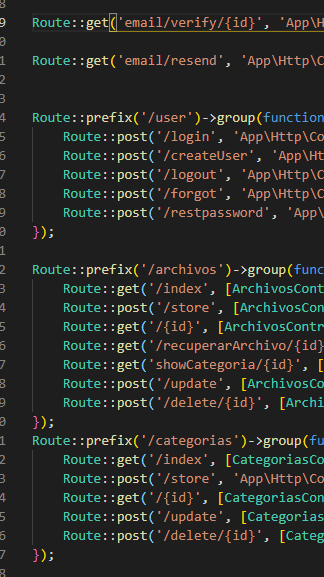 8
9 Route::get('email/verify/{id}', 'App\H
0
1 Route::get('email/resend', 'App\Http\C
2
3
4 Route::prefix('/user')->group(function
5 Route::post('/login', 'App\Http\Co
6 Route::post('/createUser', 'App\Ht
7 Route::post('/logout', 'App\Http\C
8 Route::post('/forgot', 'App\Http\C
9 Route::post('/restpassword', 'App\
0 });
1
2 Route::prefix('/archivos')->group(func
3 Route::get('/index', [ArchivosCont
4 Route::get('/store', [ArchivosCon
5 Route::get('/{id}', [ArchivosContr
6 Route::get('/recuperarArchivo/{id}
7 Route::get('showCategoria/{id}', [
8 Route::post('/update', [ArchivosCo
9 Route::post('/delete/{id}', [Archi
0 });
1 Route::prefix('/categorias')->group(fu
2 Route::get('/index', [CategoriasCo
3 Route::post('/store', 'App\Http\Co
4 Route::get('/{id}', [CategoriasCon
5 Route::post('/update', [Categorias
6 Route::post('/delete/{id}', [Categ
7 });